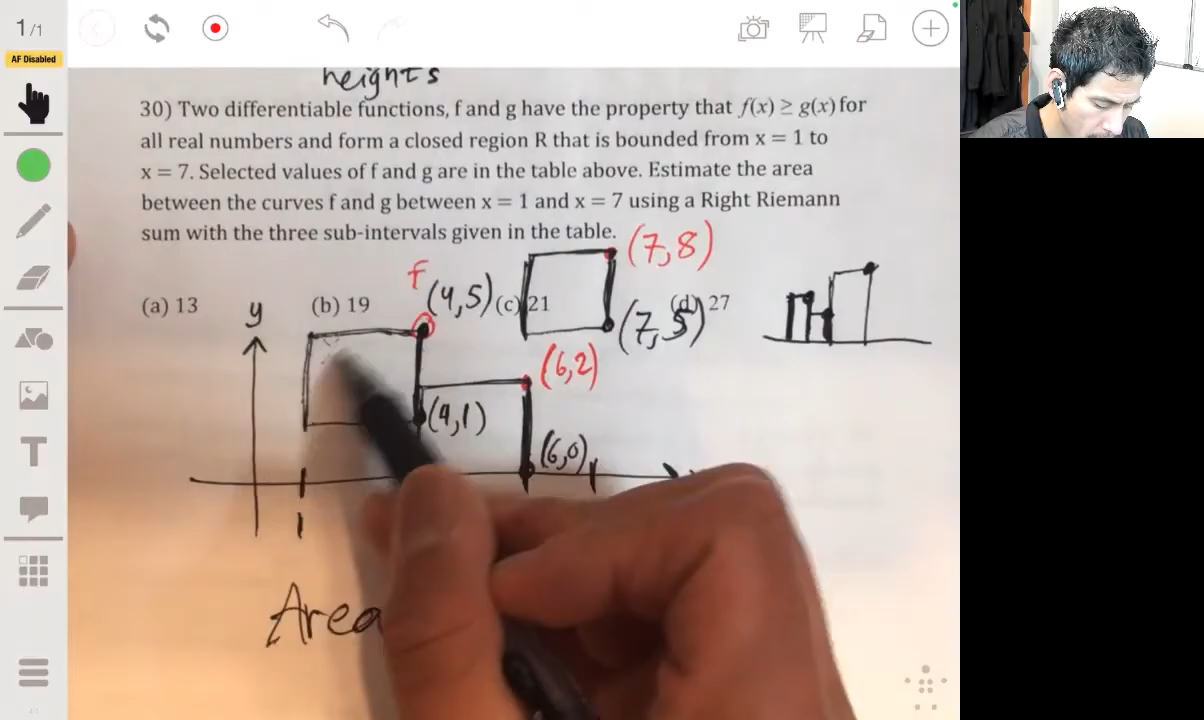 1/1
AF Disabled
heights
30) Two differentiable functions, f and g have the property that f(x) ≥ g(x) for
all real numbers and form a closed region R that is bounded from x = 1 to
x = 7. Selected values of f and g are in the table above. Estimate the area
between the curves f and g between x = 1 and x = 7 using a Right Riemann
sum with the three sub-intervals given in the table.
(7,8)
f
(4,5)
(a) 13
(b) 19
(c) 21
(d) 27
y
(7,5)
(6,2)
(4,1)
(6,0)
1
Area
T